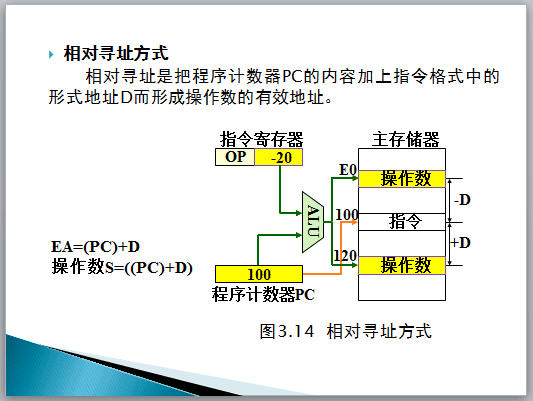 相对寻址方式
相对寻址是把程序计数器PC的内容加上指令格式中的
形式地址D而形成操作数的有效地址。
指令寄存器
主存储器
OP
-20
E0
操作数
-D
ALU
100
指令
+D
EA=(PC)+D
120
操作数S=((PC)+D)
操作数
100
程序计数器PC
图3.14 相对寻址方式